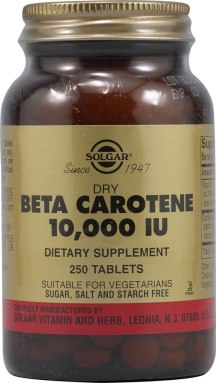 SOLGAR®
Since 1947
DRY
BETA CAROTENE
10,000 IU
DIETARY SUPPLEMENT
250 TABLETS
SUITABLE FOR VEGETARIANS
SUGAR, SALT AND STARCH FREE
CAREFULLY MANUFACTURED BY:
SOLGAR VITAMIN AND HERB, LEONIA, N.J. 07605